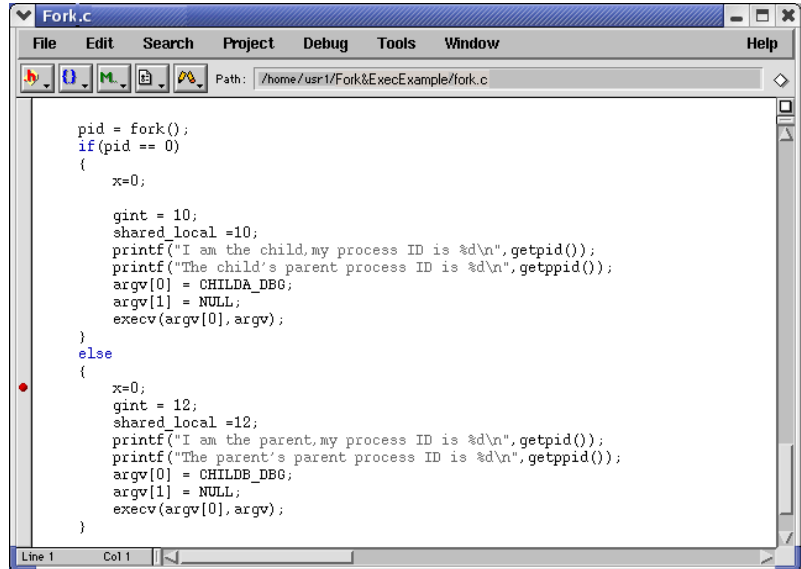 Fork.c
File Edit Search Project Debug Tools Window Help
h {} M.. Path: /home/usr1/Fork&ExecExample/fork.c
pid = fork();
if(pid == 0)
{
x=0;
gint = 10;
shared_local =10;
printf("I am the child,my process ID is %d\n",getpid());
printf("The child's parent process ID is %d\n",getppid());
argv[0] = CHILDA_DBG;
argv[1] = NULL;
execv(argv[0],argv);
}
else
{
x=0;
gint = 12;
shared_local =12;
printf("I am the parent,my process ID is %d\n",getpid());
printf("The parent's parent process ID is %d\n",getppid());
argv[0] = CHILDB_DBG;
argv[1] = NULL;
execv(argv[0],argv);
}
Line 1 Col 1